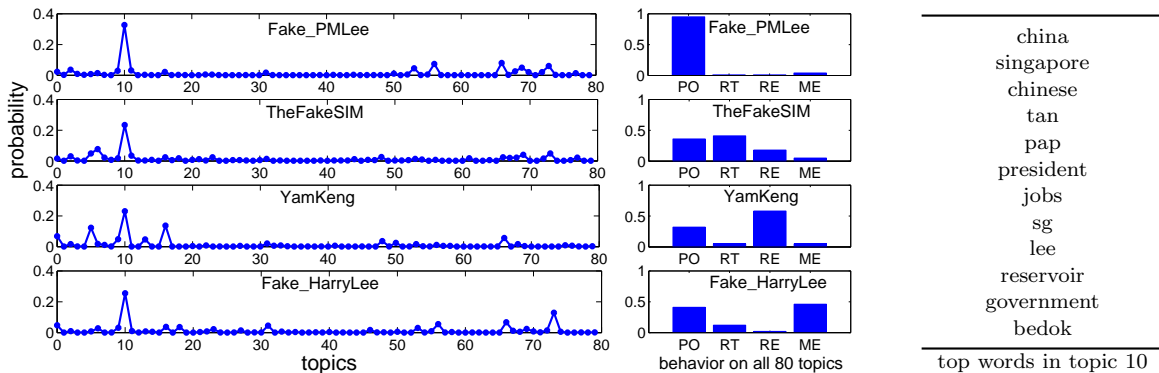 0.4
0.2
0
Fake_PMLee
0 10 20 30 40 50 60 70 80
0.4
0.2
0
TheFakeSIM
0 10 20 30 40 50 60 70 80
0.4
0.2
0
YamKeng
0 10 20 30 40 50 60 70 80
0.4
0.2
0
Fake_HarryLee
0 10 20 30 40 50 60 70 80
probability
topics
1
0.5
0
Fake_PMLee
PO RT RE ME
1
0.5
0
TheFakeSIM
PO RT RE ME
1
0.5
0
YamKeng
PO RT RE ME
1
0.5
0
Fake_HarryLee
PO RT RE ME
behavior on all 80 topics
china
singapore
chinese
tan
pap
president
jobs
sg
lee
reservoir
government
bedok
top words in topic 10